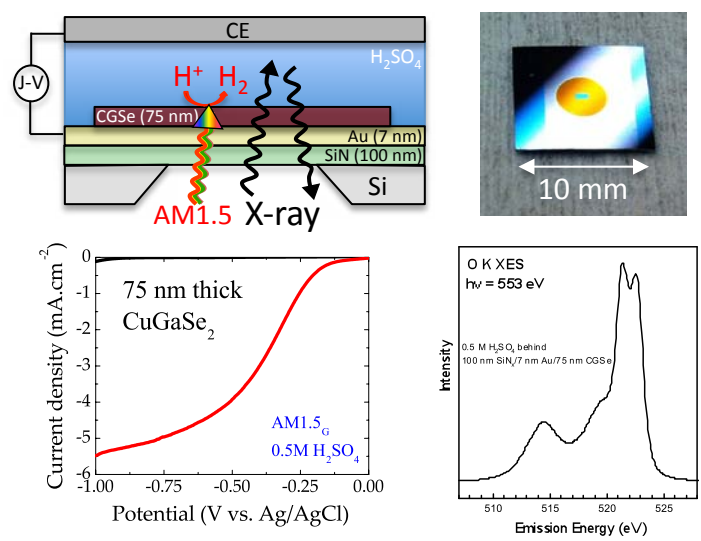 CE
H₂SO₄
J-V
H⁺ H₂
CGSe (75 nm)
Au (7 nm)
SiN (100 nm)
Si
AM1.5
X-ray
10 mm
Current density (mA.cm⁻²)
0
-1
-2
-3
-4
-5
-6
75 nm thick
CuGaSe₂
AM1.5G
0.5M H₂SO₄
-1.00 -0.75 -0.50 -0.25 0.00
Potential (V vs. Ag/AgCl)
O K XES
hν = 553 eV
0.5 M H₂SO₄ behind
100 nm SiNₓ/7 nm Au/75 nm CGSe
Intensity
510 515 520 525
Emission Energy (eV)